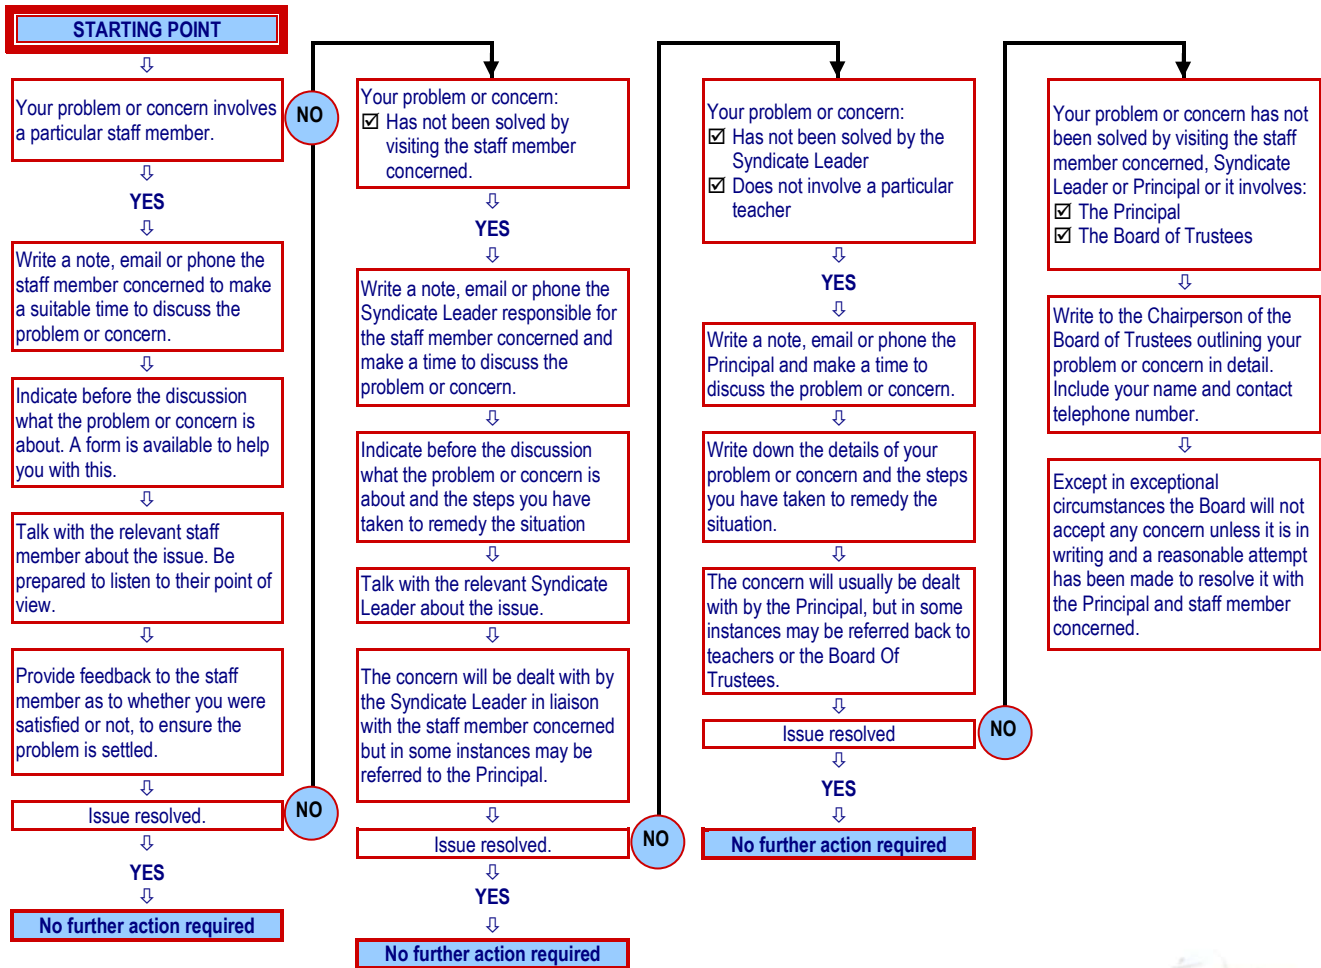 STARTING POINT
Your problem or concern involves
a particular staff member.
NO
YES
Write a note, email or phone the
staff member concerned to make
a suitable time to discuss the
problem or concern.
Indicate before the discussion
what the problem or concern is
about. A form is available to help
you with this.
Talk with the relevant staff
member about the issue. Be
prepared to listen to their point of
view.
Provide feedback to the staff
member as to whether you were
satisfied or not, to ensure the
problem is settled.
Issue resolved.
NO
YES
No further action required
Your problem or concern:
☑ Has not been solved by
visiting the staff member
concerned.
YES
Write a note, email or phone the
Syndicate Leader responsible for
the staff member concerned and
make a time to discuss the
problem or concern.
Indicate before the discussion
what the problem or concern is
about and the steps you have
taken to remedy the situation
Talk with the relevant Syndicate
Leader about the issue.
The concern will be dealt with by
the Syndicate Leader in liaison
with the staff member concerned
but in some instances may be
referred to the Principal.
Issue resolved.
NO
YES
No further action required
Your problem or concern:
☑ Has not been solved by the
Syndicate Leader
☑ Does not involve a particular
teacher
YES
Write a note, email or phone the
Principal and make a time to
discuss the problem or concern.
Write down the details of your
problem or concern and the steps
you have taken to remedy the
situation.
The concern will usually be dealt
with by the Principal, but in some
instances may be referred back to
teachers or the Board Of
Trustees.
Issue resolved
NO
YES
No further action required
Your problem or concern has not
been solved by visiting the staff
member concerned, Syndicate
Leader or Principal or it involves:
☑ The Principal
☑ The Board of Trustees
Write to the Chairperson of the
Board of Trustees outlining your
problem or concern in detail.
Include your name and contact
telephone number.
Except in exceptional
circumstances the Board will not
accept any concern unless it is in
writing and a reasonable attempt
has been made to resolve it with
the Principal and staff member
concerned.